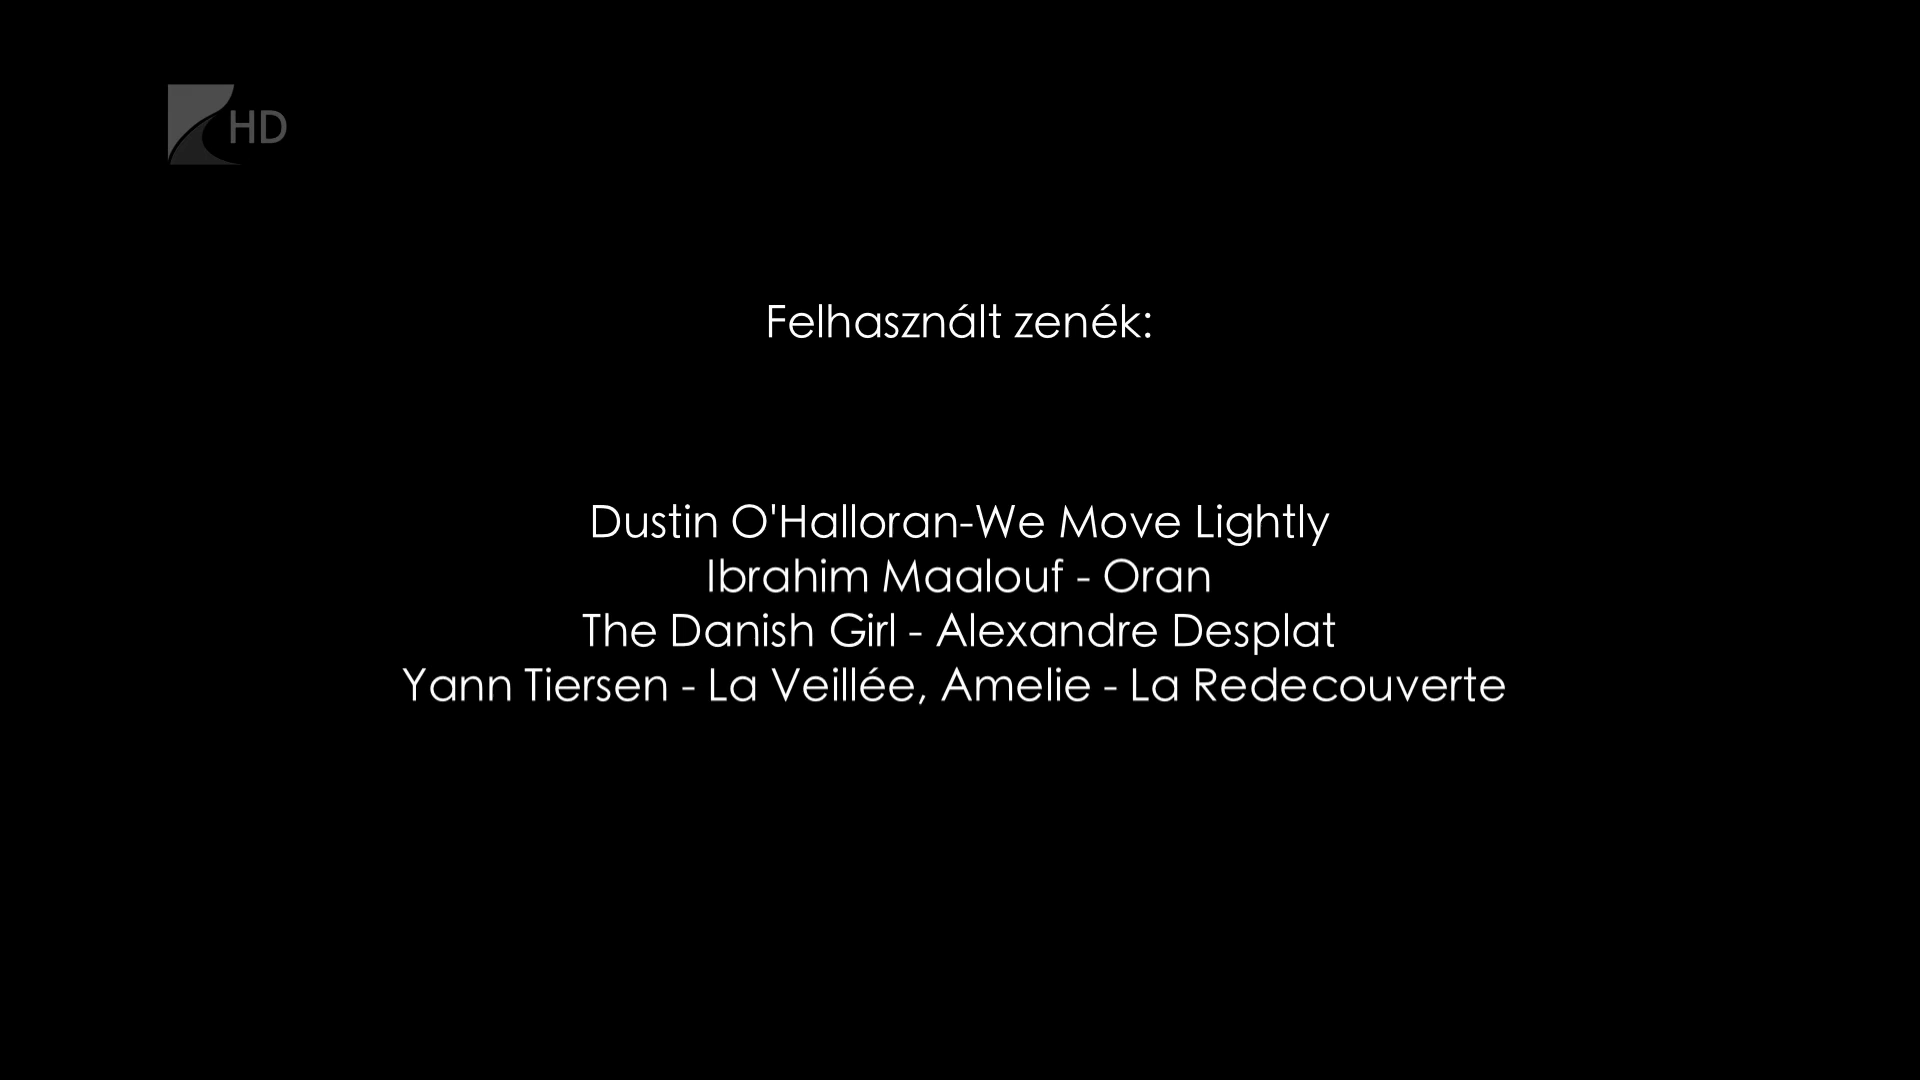 HD
Felhasznált zenék:
Dustin O'Halloran-We Move Lightly
Ibrahim Maalouf - Oran
The Danish Girl - Alexandre Desplat
Yann Tiersen - La Veillée, Amelie - La Redecouverte